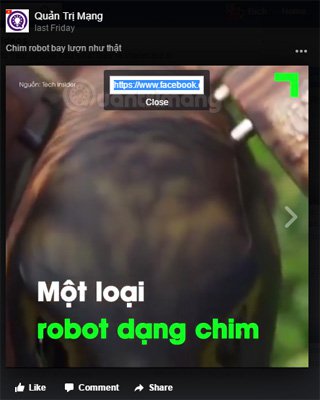 Quản Trị Mạng
last Friday
Chim robot bay lượn như thật
Nguồn: Tech Insider
https://www.facebook.c
Close
Một loại
robot dạng chim
Like
Comment
Share